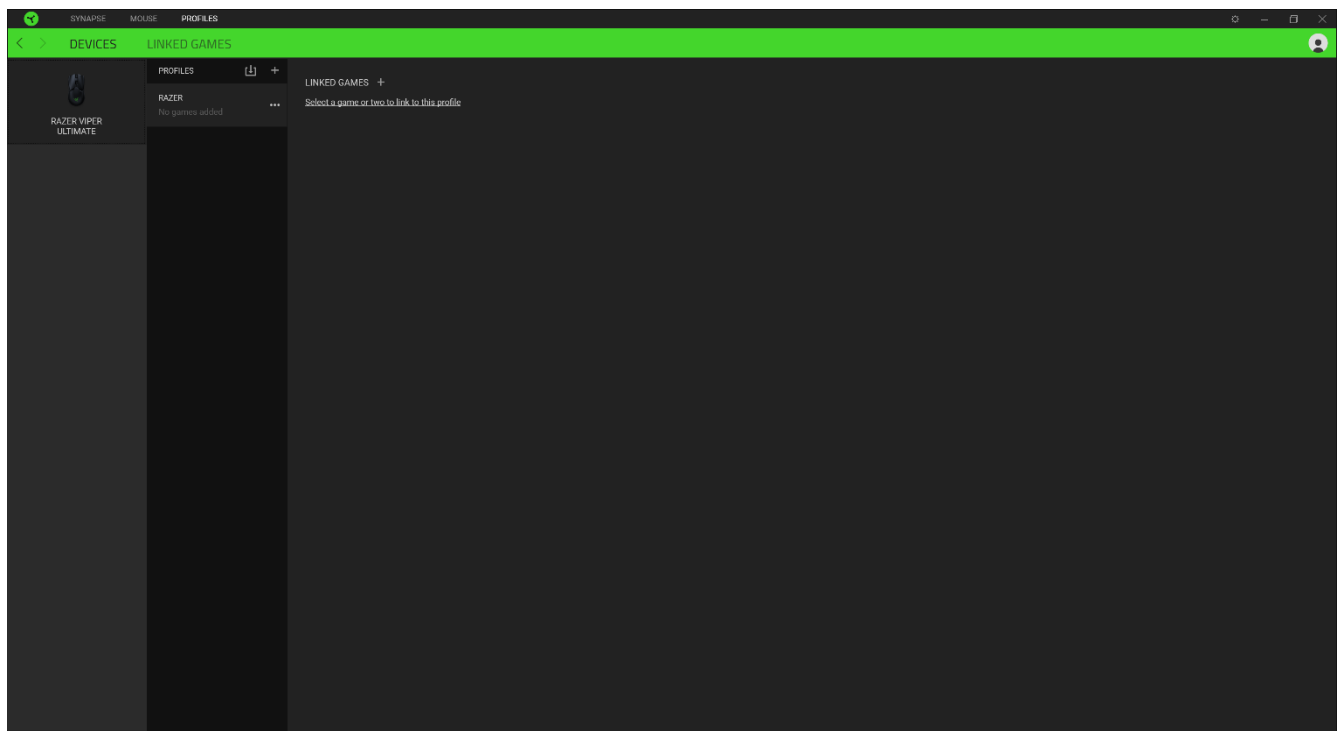 SYNAPSE MOUSE PROFILES
DEVICES LINKED GAMES
RAZER VIPER
ULTIMATE
PROFILES
RAZER
No games added
LINKED GAMES
Select a game or two to link to this profile